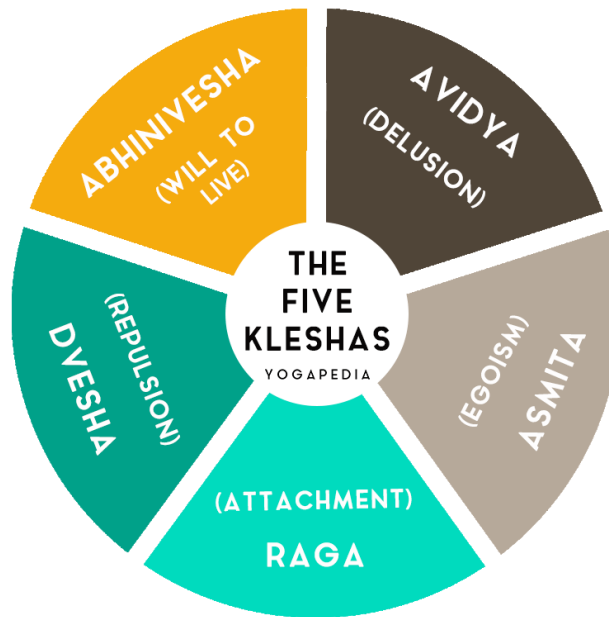 THE
FIVE
KLESHAS
YOGAPEDIA
AVIDYA
(DELUSION)
(EGOISM)
ASMITA
(ATTACHMENT)
RAGA
(REPULSION)
DVESHA
ABHINIVESHA
(WILL TO
LIVE)